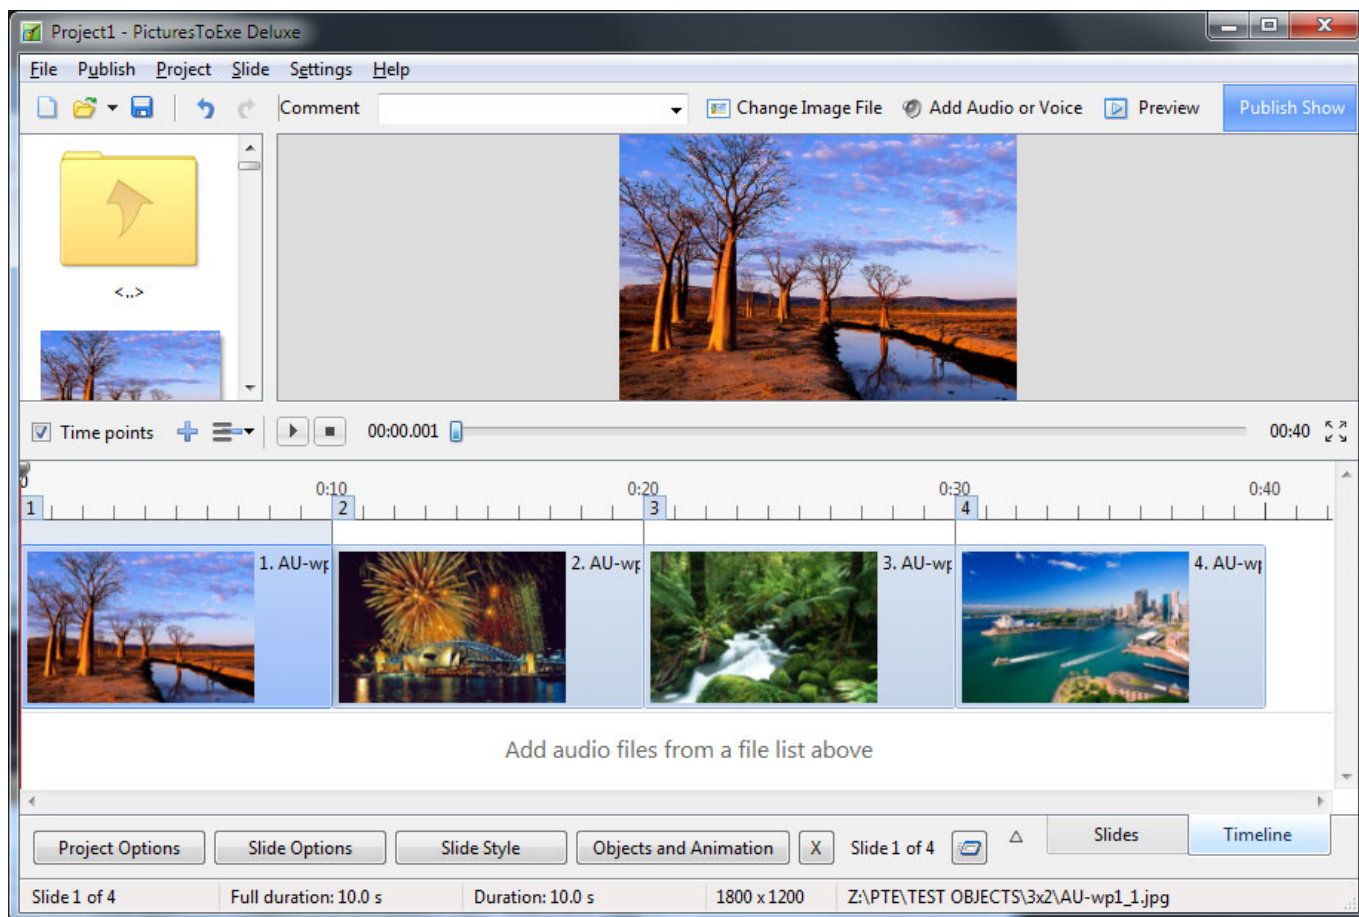 Project1 - PicturesToExe Deluxe
File Publish Project Slide Settings Help
Comment Change Image File Add Audio or Voice Preview Publish Show
<..>
Time points 00:00.001 00:40
0 0:10 0:20 0:30 0:40
1 2 3 4
1. AU-wp 2. AU-wp 3. AU-wp 4. AU-wp
Add audio files from a file list above
Project Options Slide Options Slide Style Objects and Animation X Slide 1 of 4 Slides Timeline
Slide 1 of 4 Full duration: 10.0 s Duration: 10.0 s 1800 x 1200 Z:\PTE\TEST OBJECTS\3x2\AU-wp1_1.jpg